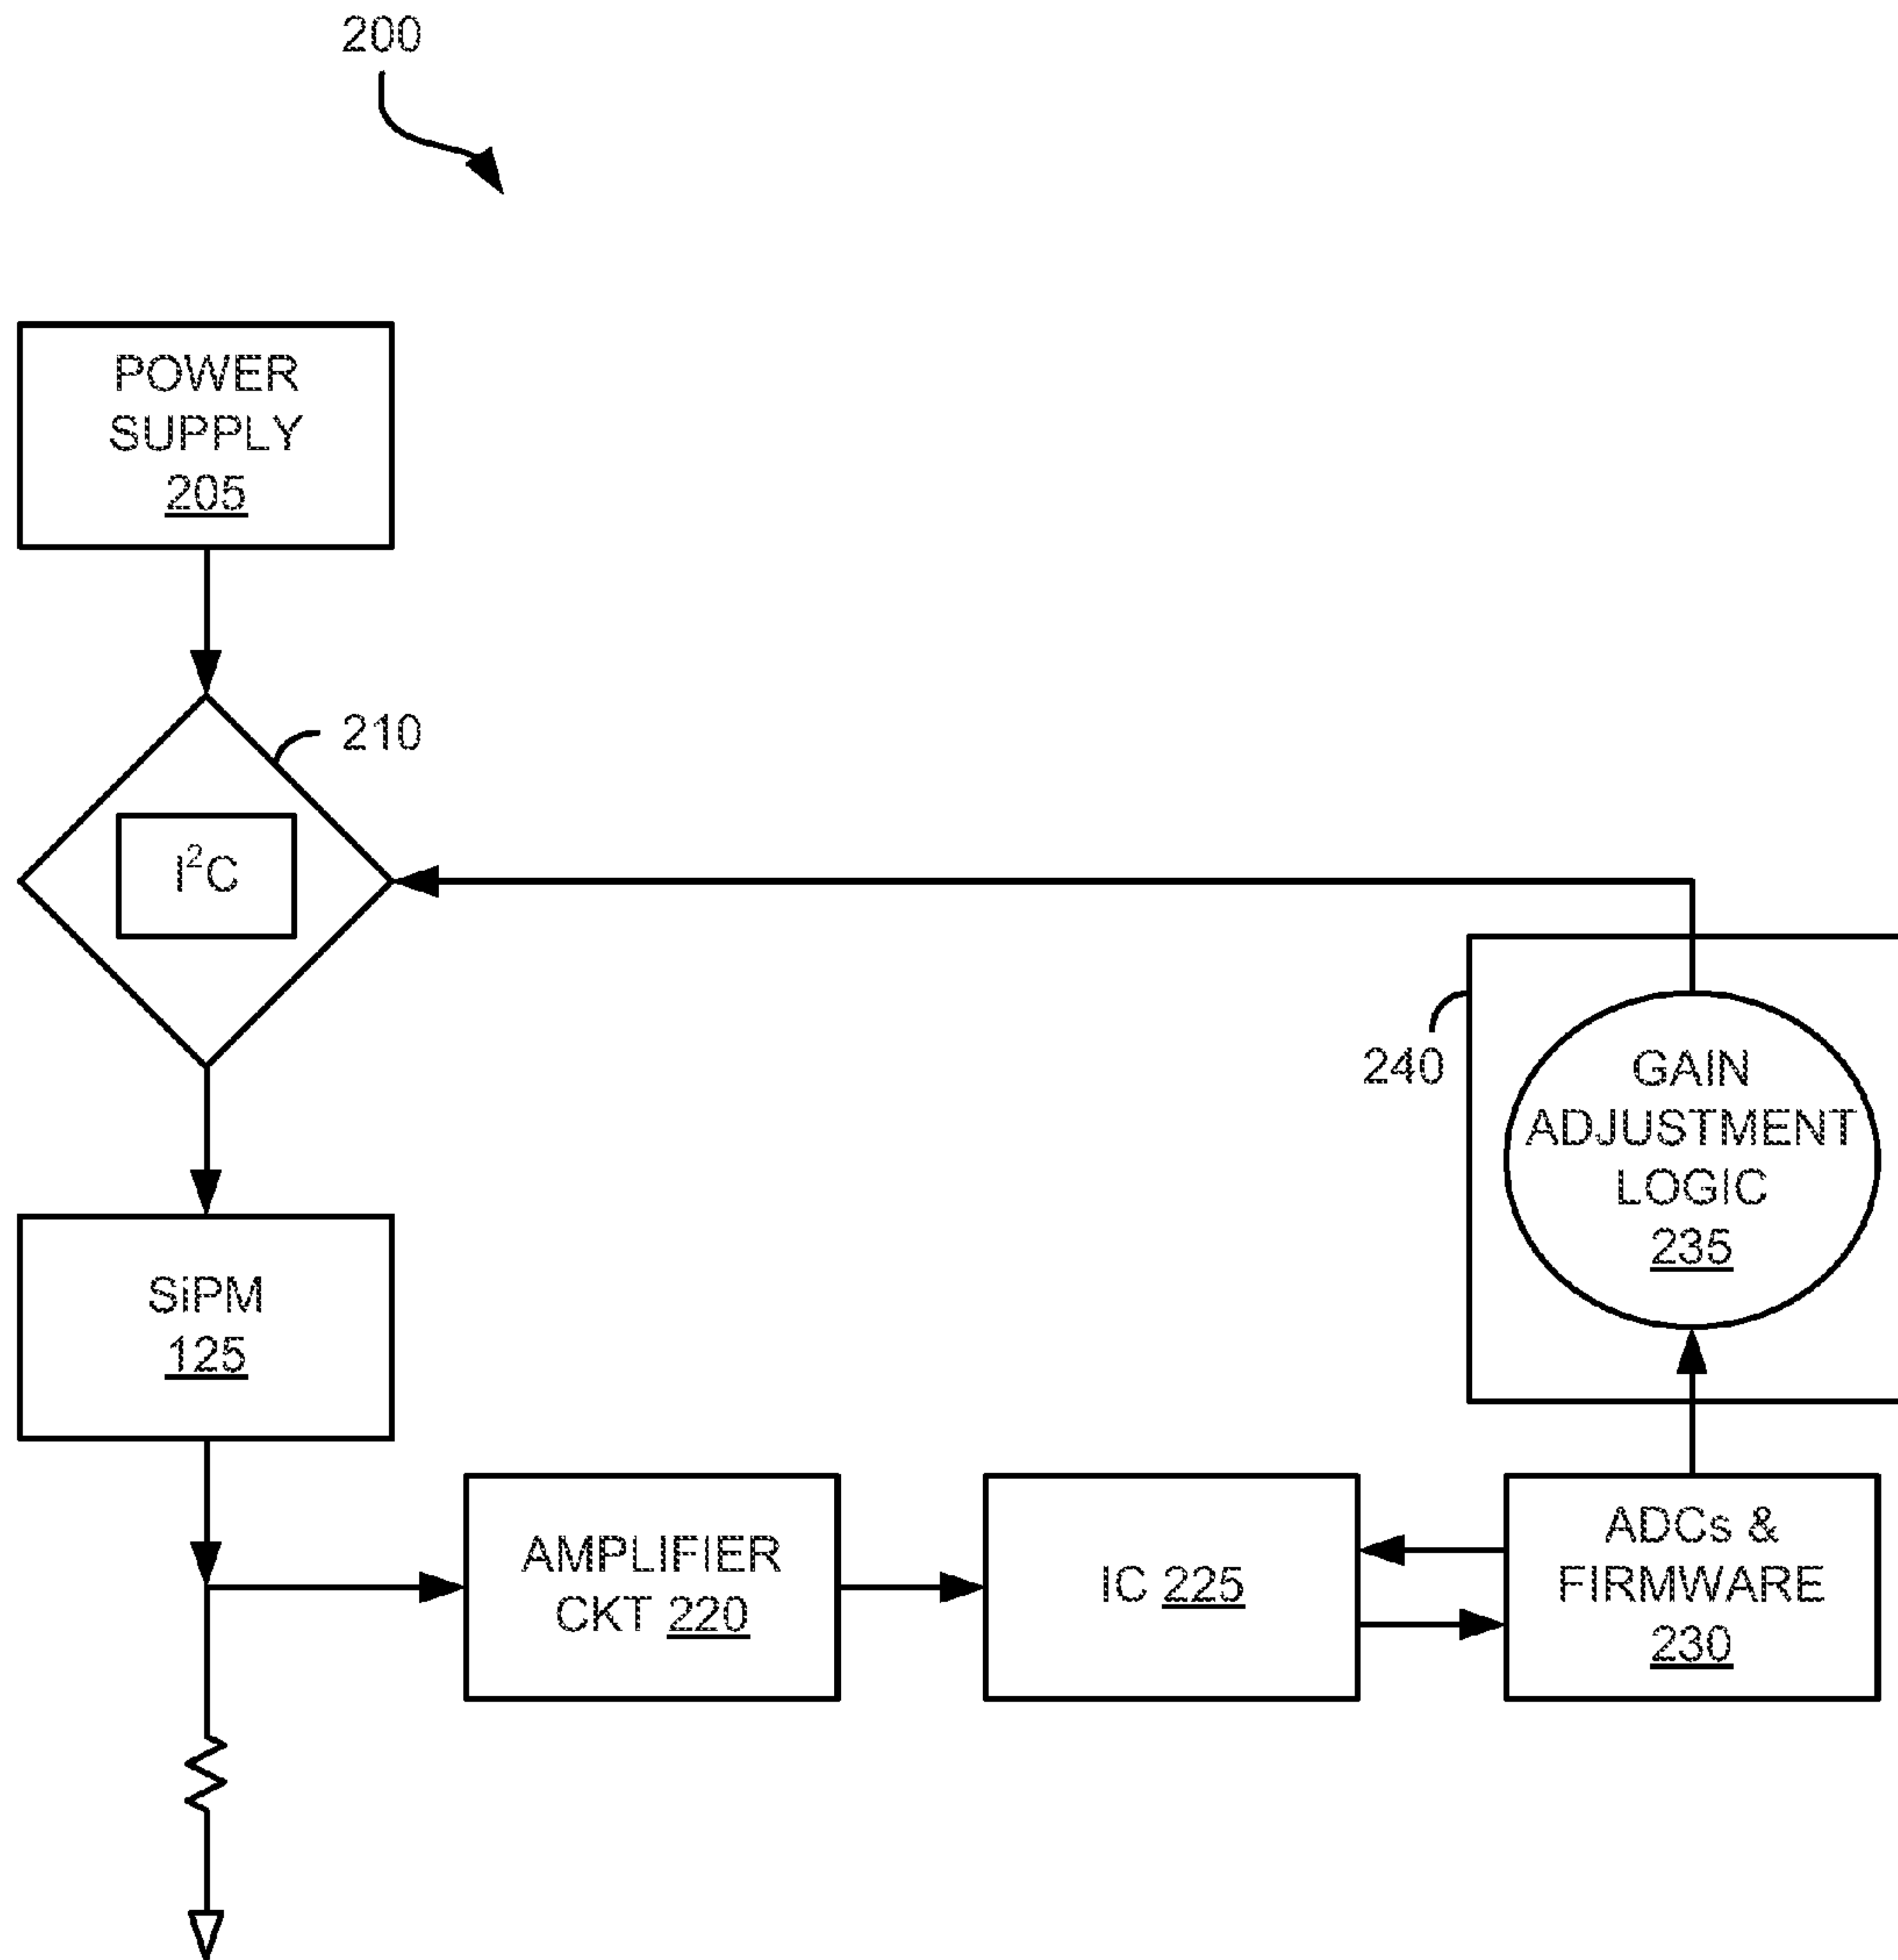 200
POWER
SUPPLY
205
210
I²C
240
GAIN
ADJUSTMENT
LOGIC
235
SiPM
125
AMPLIFIER
CKT 220
IC 225
ADCs &
FIRMWARE
230